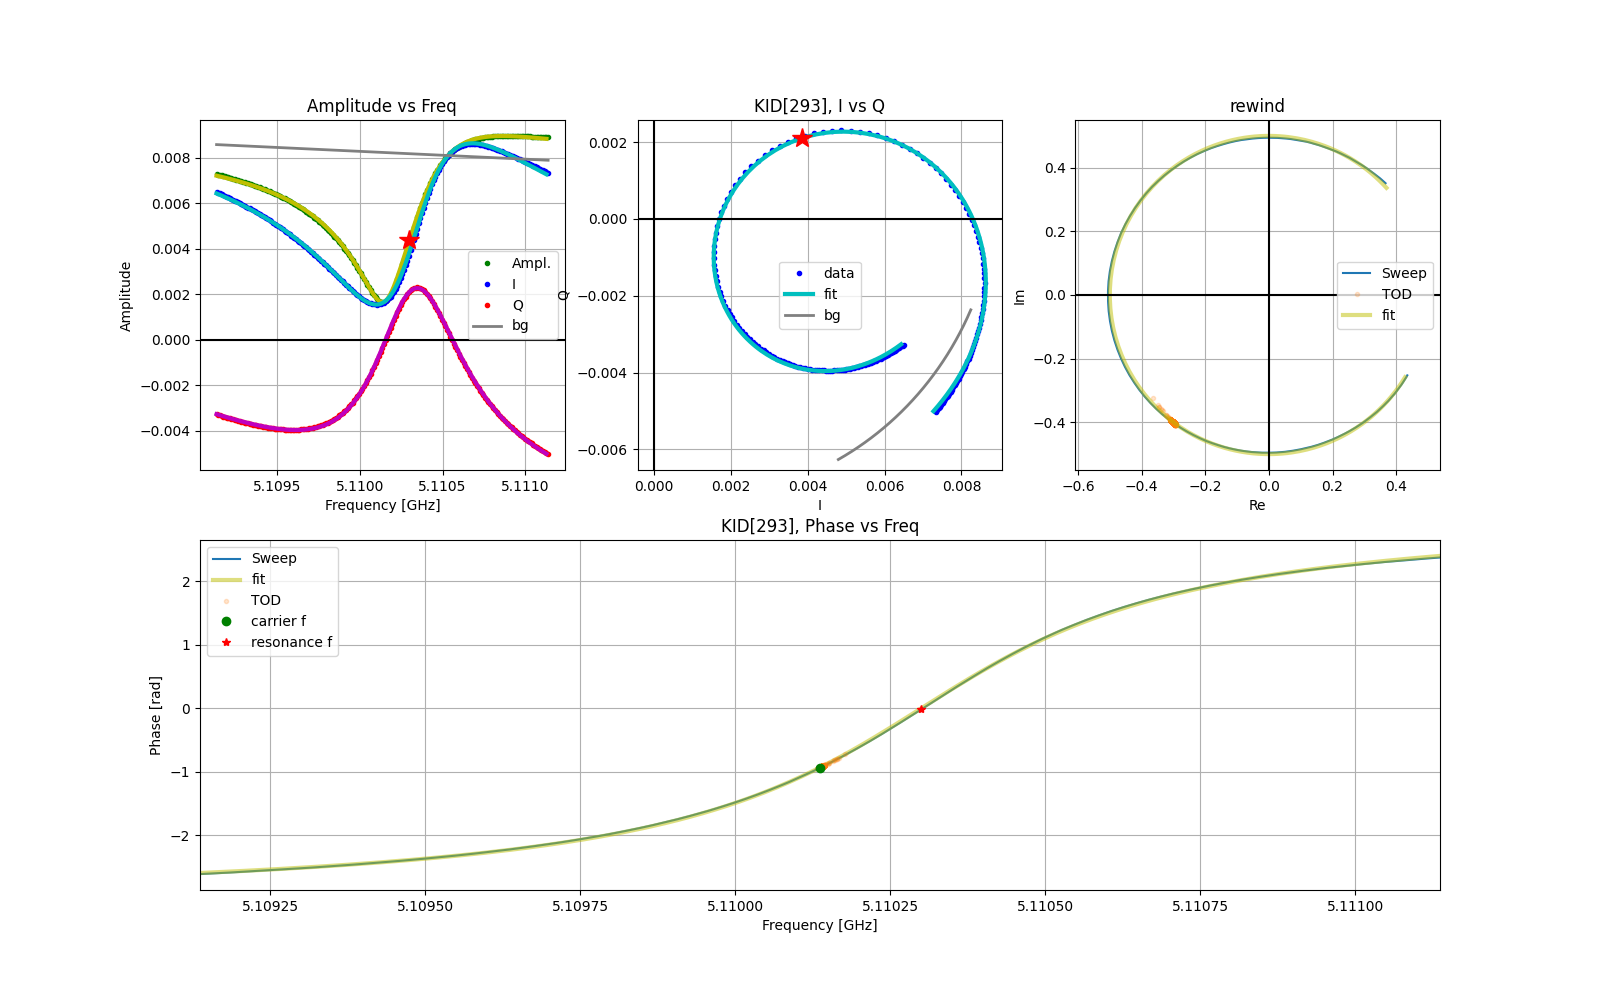 Amplitude vs Freq
0.008
0.006
0.004
0.002
0.000
−0.002
−0.004
Amplitude
Ampl.
I
Q
bg
5.1095
5.1100
5.1105
5.1110
Frequency [GHz]
KID[293], I vs Q
0.002
0.000
−0.002
−0.004
−0.006
Q
data
fit
bg
0.000
0.002
0.004
0.006
0.008
I
rewind
0.4
0.2
0.0
−0.2
−0.4
Im
Sweep
TOD
fit
−0.6
−0.4
−0.2
0.0
0.2
0.4
Re
KID[293], Phase vs Freq
2
1
0
−1
−2
Phase [rad]
Sweep
fit
TOD
carrier f
resonance f
5.10925
5.10950
5.10975
5.11000
5.11025
5.11050
5.11075
5.11100
Frequency [GHz]